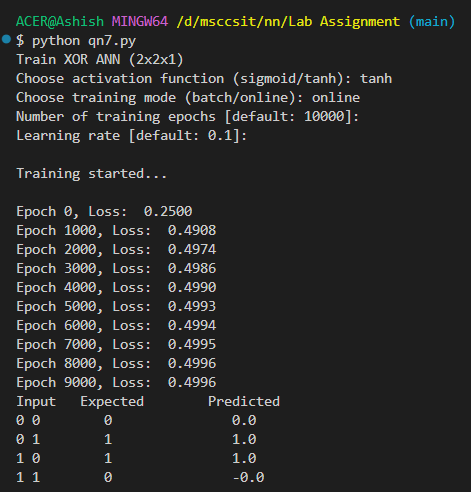 ACER@Ashish MINGW64 /d/msccsit/nn/Lab Assignment (main)
$ python qn7.py
Train XOR ANN (2x2x1)
Choose activation function (sigmoid/tanh): tanh
Choose training mode (batch/online): online
Number of training epochs [default: 10000]:
Learning rate [default: 0.1]:
Training started...
Epoch 0, Loss:  0.2500
Epoch 1000, Loss:  0.4908
Epoch 2000, Loss:  0.4974
Epoch 3000, Loss:  0.4986
Epoch 4000, Loss:  0.4990
Epoch 5000, Loss:  0.4993
Epoch 6000, Loss:  0.4994
Epoch 7000, Loss:  0.4995
Epoch 8000, Loss:  0.4996
Epoch 9000, Loss:  0.4996
Input   Expected        Predicted
0 0        0               0.0
0 1        1               1.0
1 0        1               1.0
1 1        0               -0.0